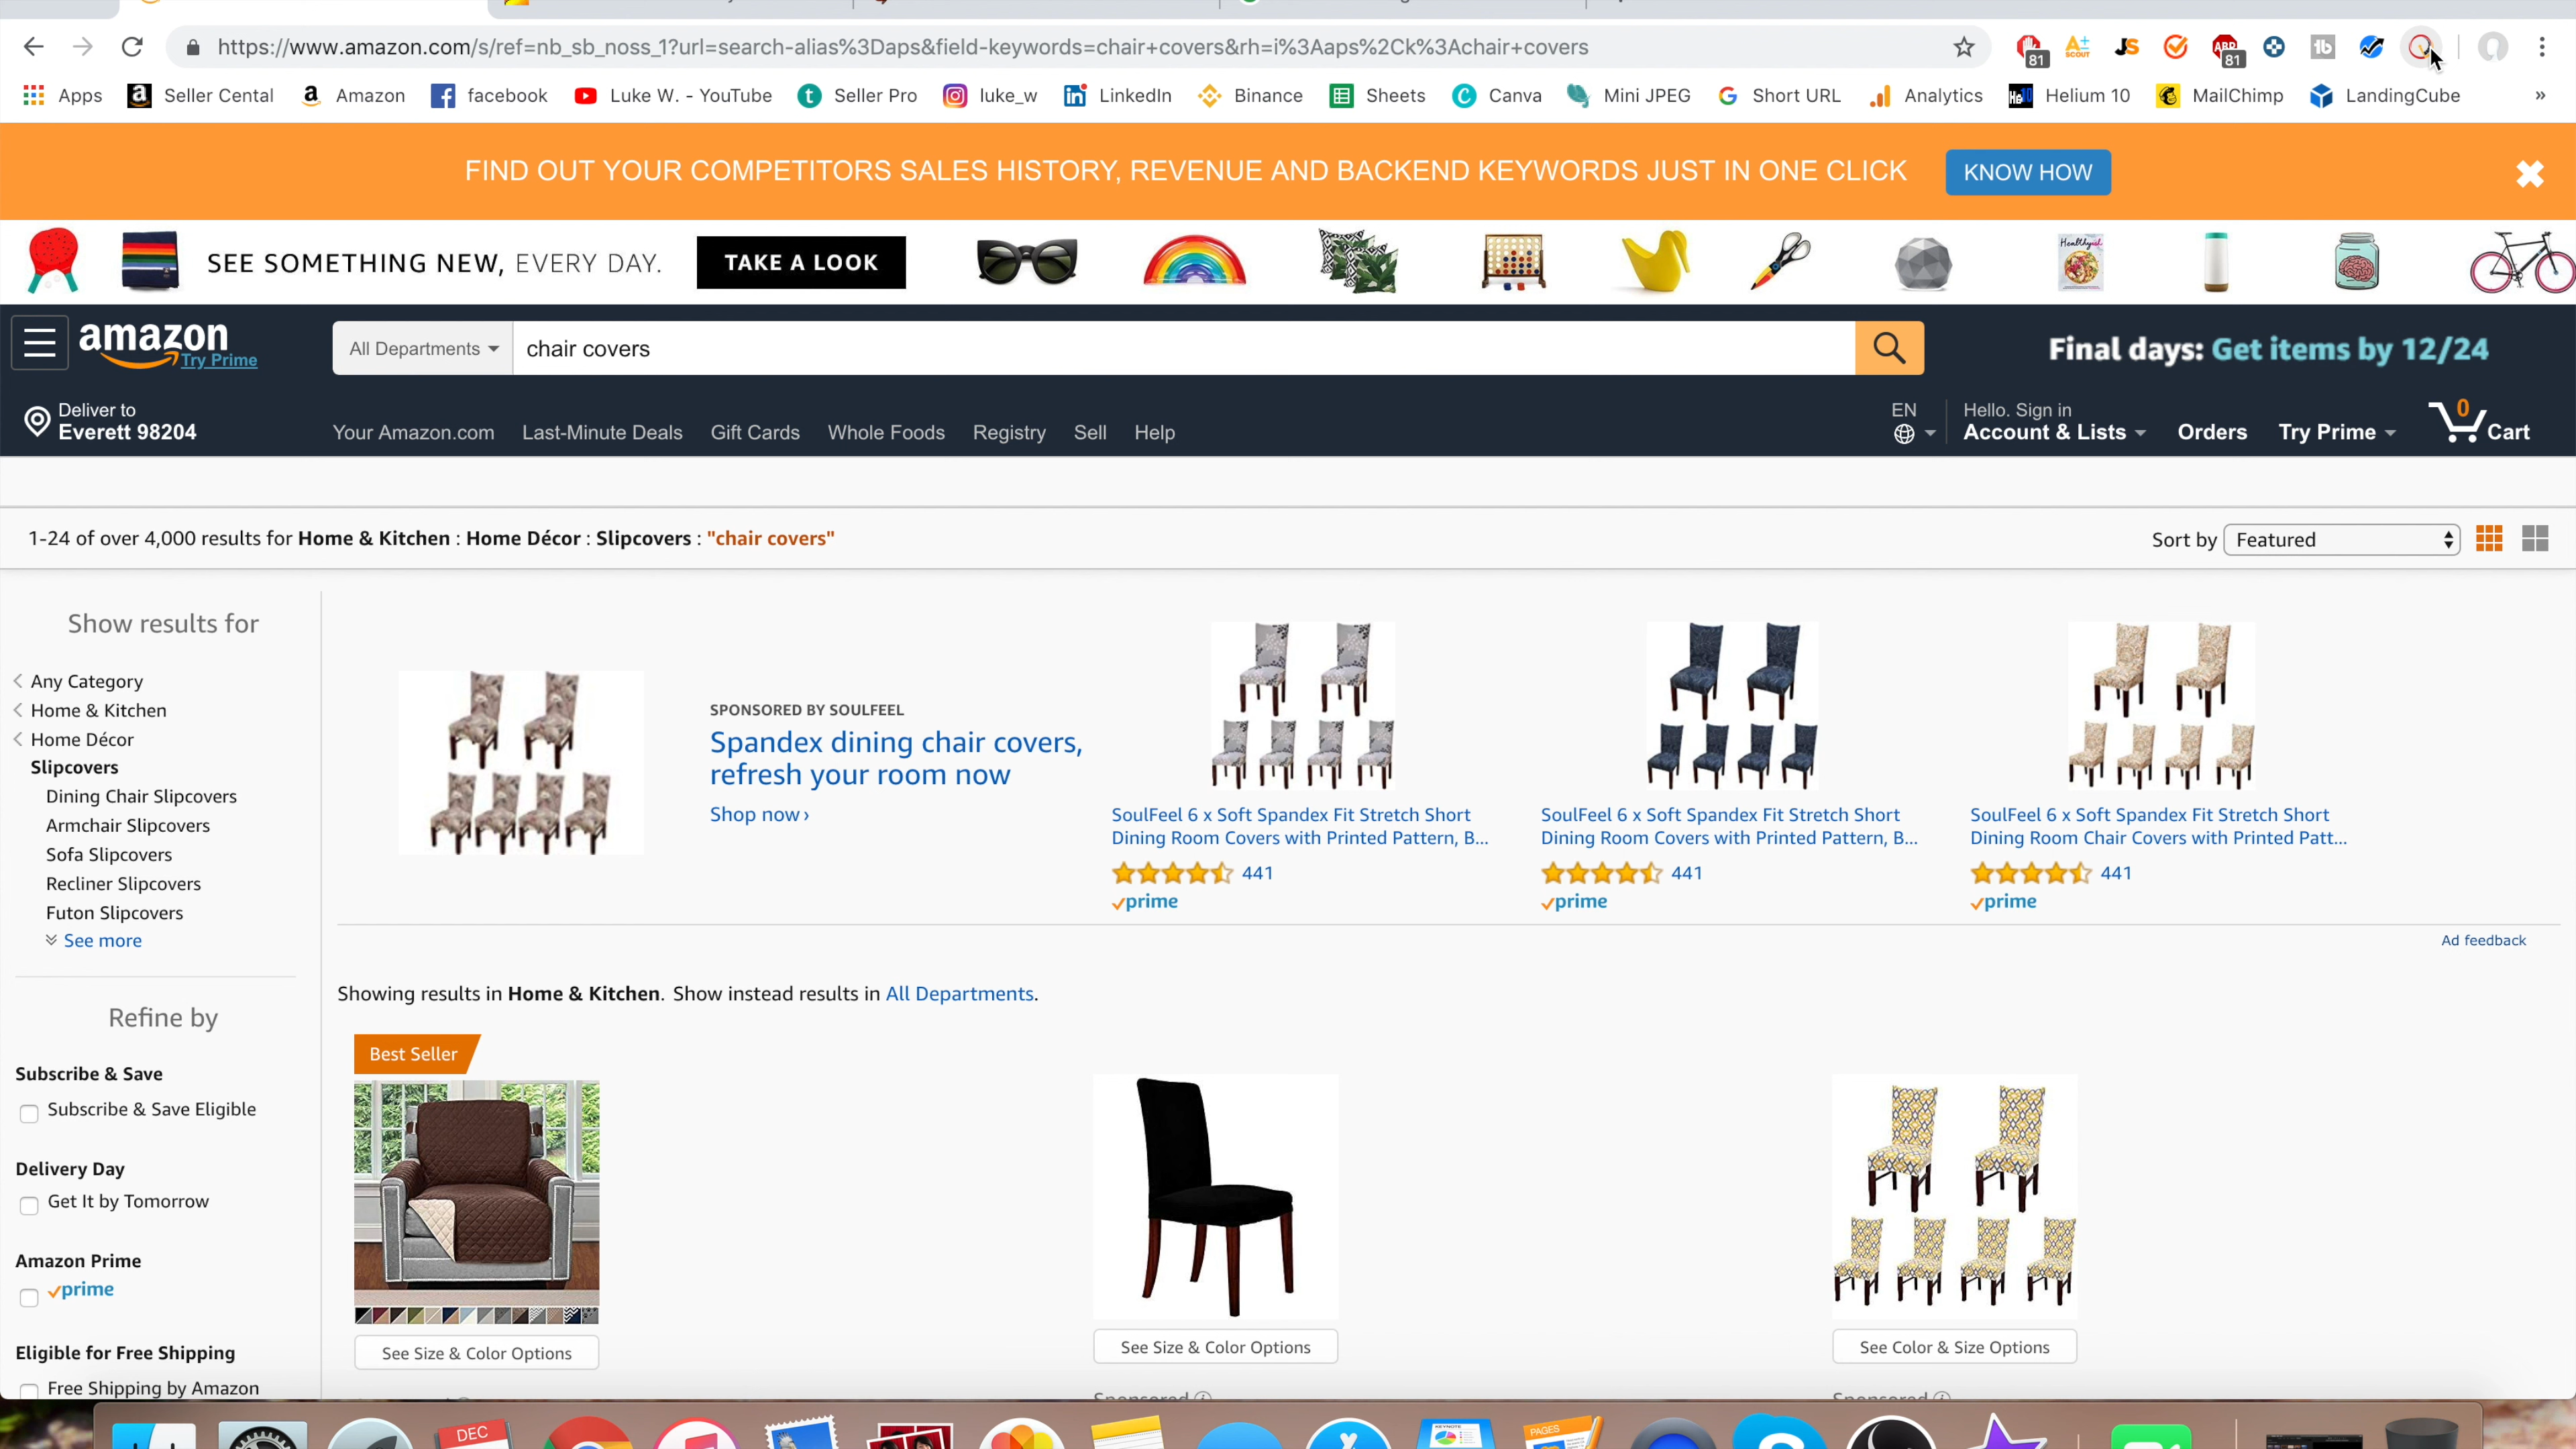 https://www.amazon.com/s/ref=nb_sb_noss_1?url=search-alias%3Daps&field-keywords=chair+covers&rh=i%3Aaps%2Ck%3Achair+covers
81
A+ SCOUT
JS
ABP
81
Apps
Seller Cental
Amazon
facebook
Luke W. - YouTube
Seller Pro
luke_w
LinkedIn
Binance
Sheets
Canva
Mini JPEG
Short URL
Analytics
Helium 10
MailChimp
LandingCube
»
FIND OUT YOUR COMPETITORS SALES HISTORY, REVENUE AND BACKEND KEYWORDS JUST IN ONE CLICK
KNOW HOW
SEE SOMETHING NEW, EVERY DAY.
TAKE A LOOK
Healthyish
amazon
Try Prime
All Departments
chair covers
Final days: Get items by 12/24
Deliver to
Everett 98204
Your Amazon.com
Last-Minute Deals
Gift Cards
Whole Foods
Registry
Sell
Help
EN
Hello. Sign in
Account & Lists
Orders
Try Prime
0
Cart
1-24 of over 4,000 results for Home & Kitchen : Home Décor : Slipcovers : "chair covers"
Sort by
Featured
Show results for
Any Category
Home & Kitchen
Home Décor
Slipcovers
Dining Chair Slipcovers
Armchair Slipcovers
Sofa Slipcovers
Recliner Slipcovers
Futon Slipcovers
See more
Refine by
Subscribe & Save
Subscribe & Save Eligible
Delivery Day
Get It by Tomorrow
Amazon Prime
prime
Eligible for Free Shipping
Free Shipping by Amazon
SPONSORED BY SOULFEEL
Spandex dining chair covers,
refresh your room now
Shop now ›
SoulFeel 6 x Soft Spandex Fit Stretch Short
Dining Room Covers with Printed Pattern, B...
441
prime
SoulFeel 6 x Soft Spandex Fit Stretch Short
Dining Room Covers with Printed Pattern, B...
441
prime
SoulFeel 6 x Soft Spandex Fit Stretch Short
Dining Room Chair Covers with Printed Patt...
441
prime
Ad feedback
Showing results in Home & Kitchen. Show instead results in All Departments.
Best Seller
See Size & Color Options
See Size & Color Options
See Color & Size Options
Sponsored
Sponsored
DEC
KEYNOTE
PAGES